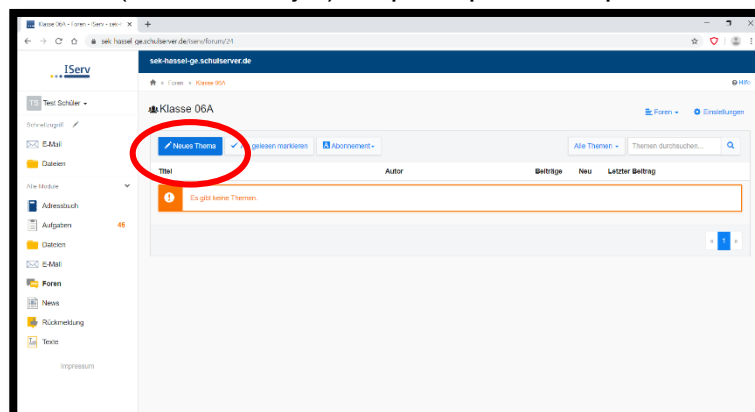 Klasse 06A - Foren - IServ - sek-h
sek-hassel-ge.schulserver.de/iserv/forum/24
IServ
sek-hassel-ge.schulserver.de
Foren
Klasse 06A
Hilfe
TS Test Schüler
Klasse 06A
Foren
Einstellungen
Schnellzugriff
E-Mail
Dateien
Neues Thema
gelesen markieren
Abonnement
Alle Themen
Themen durchsuchen...
Titel Autor Beiträge Neu Letzter Beitrag
Es gibt keine Themen.
« 1 »
Alle Module
Adressbuch
Aufgaben 46
Dateien
E-Mail
Foren
News
Rückmeldung
Texte
Impressum